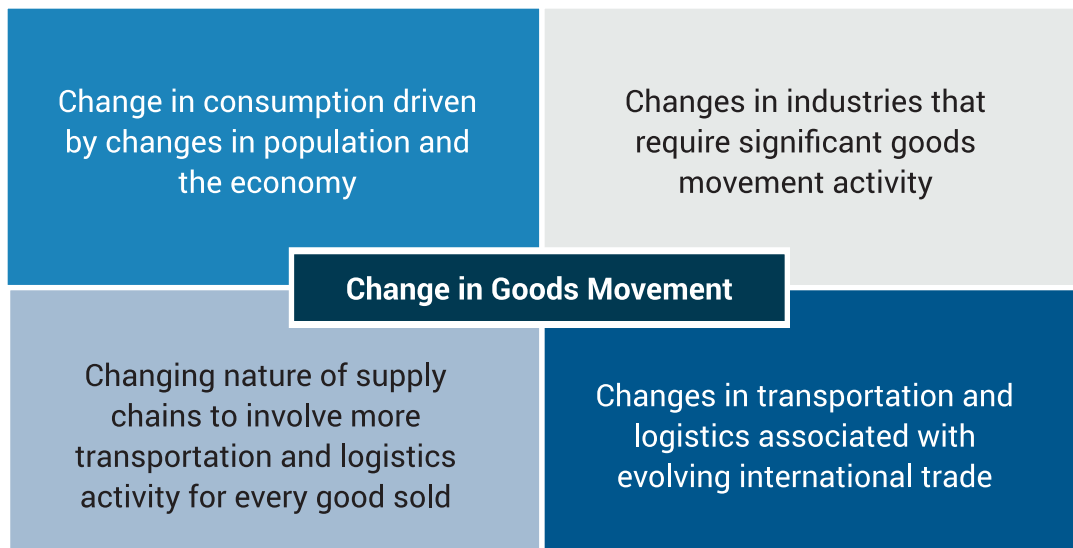 Change in consumption driven
by changes in population and
the economy
Changes in industries that
require significant goods
movement activity
Change in Goods Movement
Changing nature of supply
chains to involve more
transportation and logistics
activity for every good sold
Changes in transportation and
logistics associated with
evolving international trade